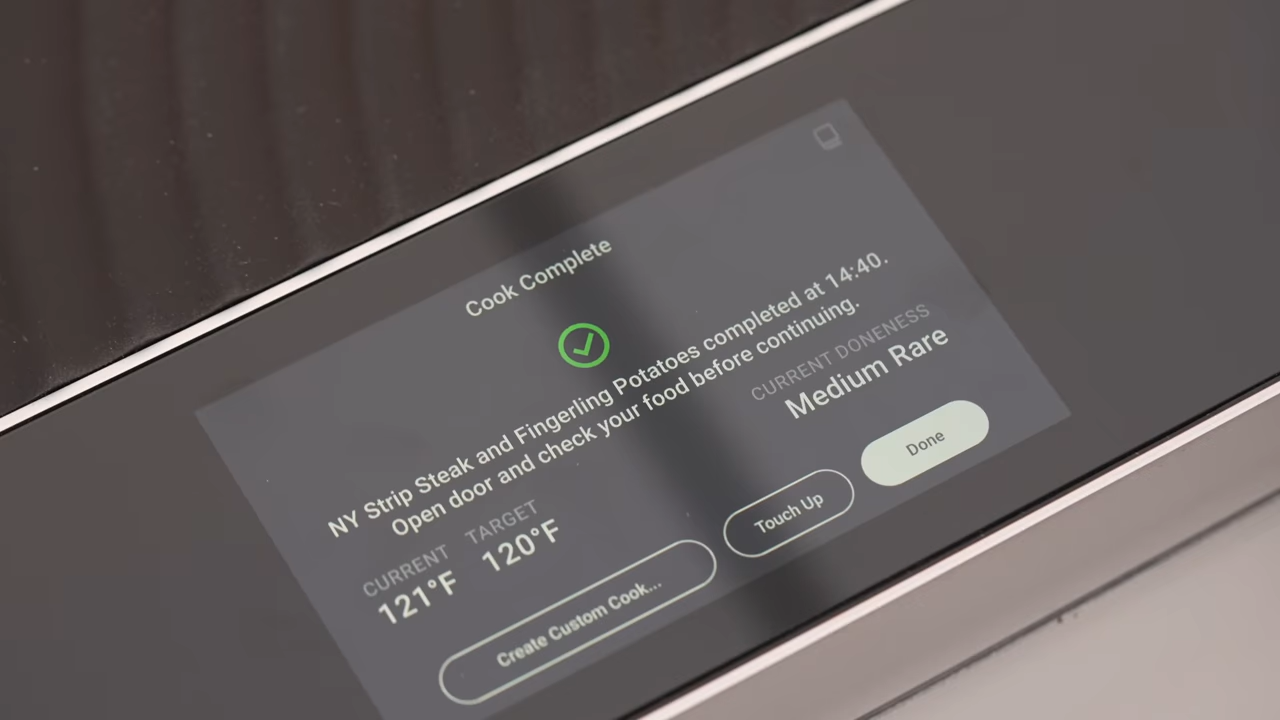 Cook Complete
NY Strip Steak and Fingerling Potatoes completed at 14:40.
Open door and check your food before continuing.
CURRENT TARGET CURRENT DONENESS
121°F 120°F Medium Rare
Create Custom Cook... Touch Up Done